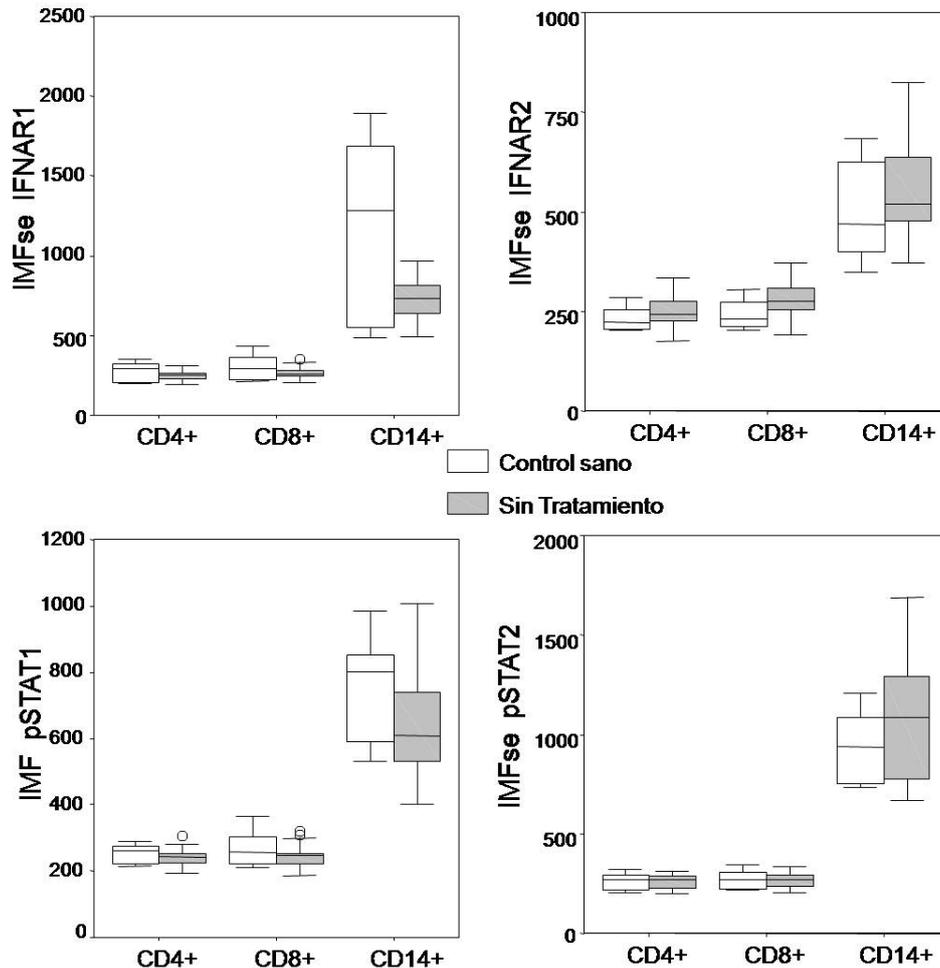 IMFse IFNAR1
2500
2000
1500
1000
500
0
CD4+ CD8+ CD14+
IMFse IFNAR2
1000
750
500
250
0
CD4+ CD8+ CD14+
Control sano
Sin Tratamiento
IMF pSTAT1
1200
1000
800
600
400
200
0
CD4+ CD8+ CD14+
IMFse pSTAT2
2000
1500
1000
500
0
CD4+ CD8+ CD14+